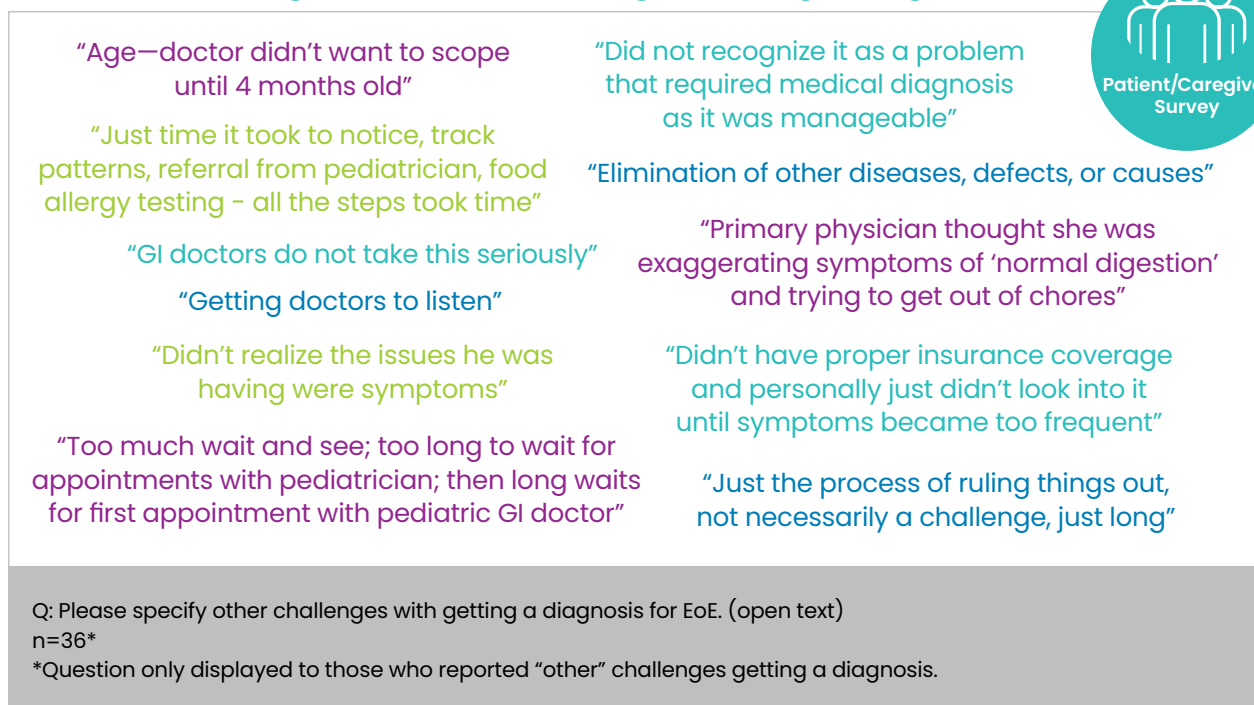 “Age—doctor didn’t want to scope
until 4 months old”
“Just time it took to notice, track
patterns, referral from pediatrician, food
allergy testing - all the steps took time”
“GI doctors do not take this seriously”
“Getting doctors to listen”
“Didn’t realize the issues he was
having were symptoms”
“Too much wait and see; too long to wait for
appointments with pediatrician; then long waits
for first appointment with pediatric GI doctor”
“Did not recognize it as a problem
that required medical diagnosis
as it was manageable”
“Elimination of other diseases, defects, or causes”
“Primary physician thought she was
exaggerating symptoms of ‘normal digestion’
and trying to get out of chores”
“Didn’t have proper insurance coverage
and personally just didn’t look into it
until symptoms became too frequent”
“Just the process of ruling things out,
not necessarily a challenge, just long”
Patient/Caregive
Survey
Q: Please specify other challenges with getting a diagnosis for EoE. (open text)
n=36*
*Question only displayed to those who reported “other” challenges getting a diagnosis.